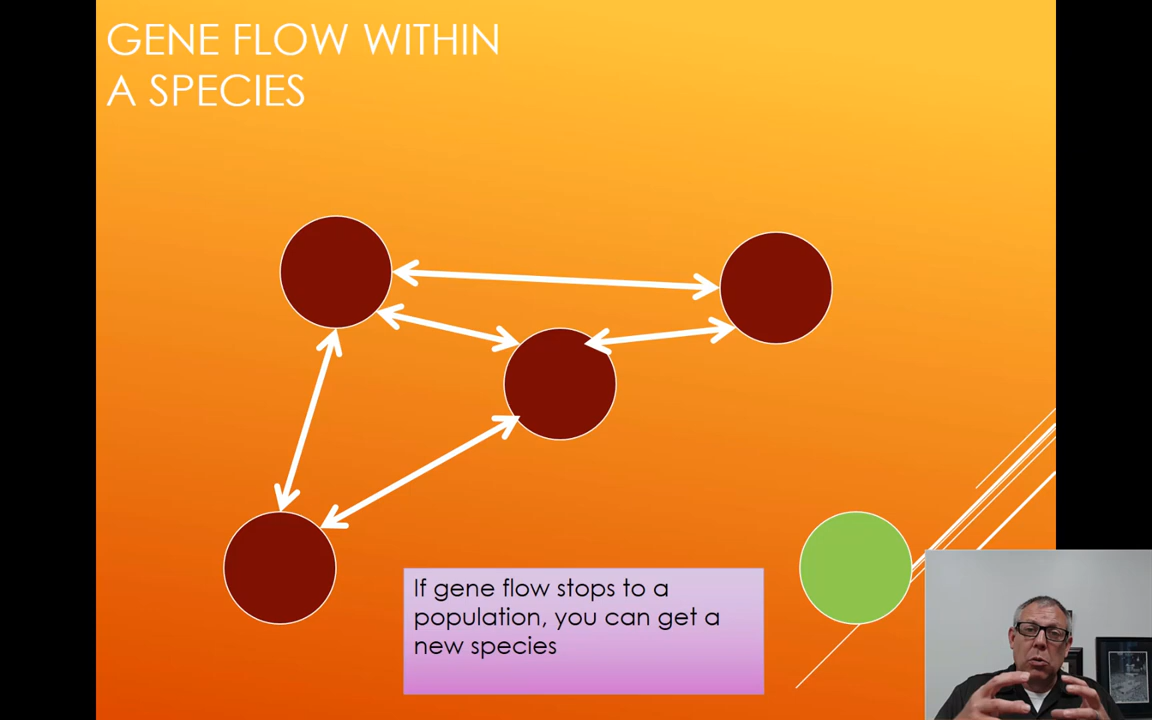 GENE FLOW WITHIN
A SPECIES
If gene flow stops to a
population, you can get a
new species